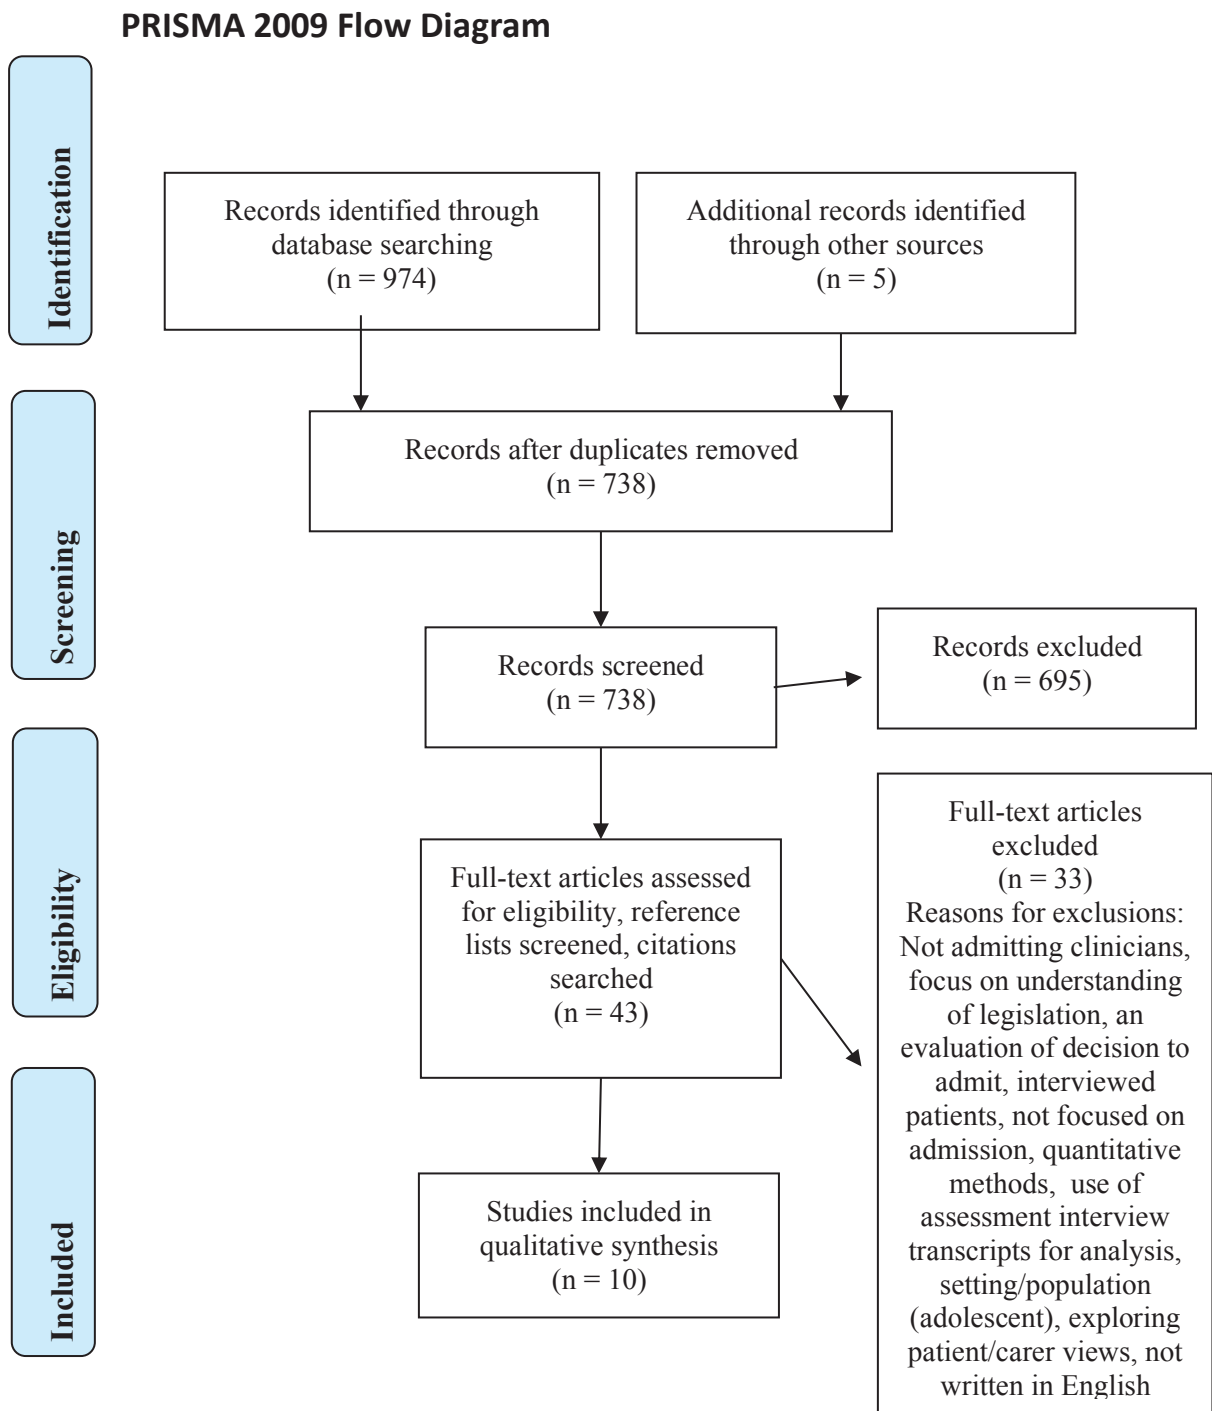 PRISMA 2009 Flow Diagram
Identification
Records identified through
database searching
(n = 974)
Additional records identified
through other sources
(n = 5)
Screening
Records after duplicates removed
(n = 738)
Records screened
(n = 738)
Records excluded
(n = 695)
Eligibility
Full-text articles assessed
for eligibility, reference
lists screened, citations
searched
(n = 43)
Full-text articles
excluded
(n = 33)
Reasons for exclusions:
Not admitting clinicians,
focus on understanding
of legislation, an
evaluation of decision to
admit, interviewed
patients, not focused on
admission, quantitative
methods, use of
assessment interview
transcripts for analysis,
setting/population
(adolescent), exploring
patient/carer views, not
written in English
Included
Studies included in
qualitative synthesis
(n = 10)